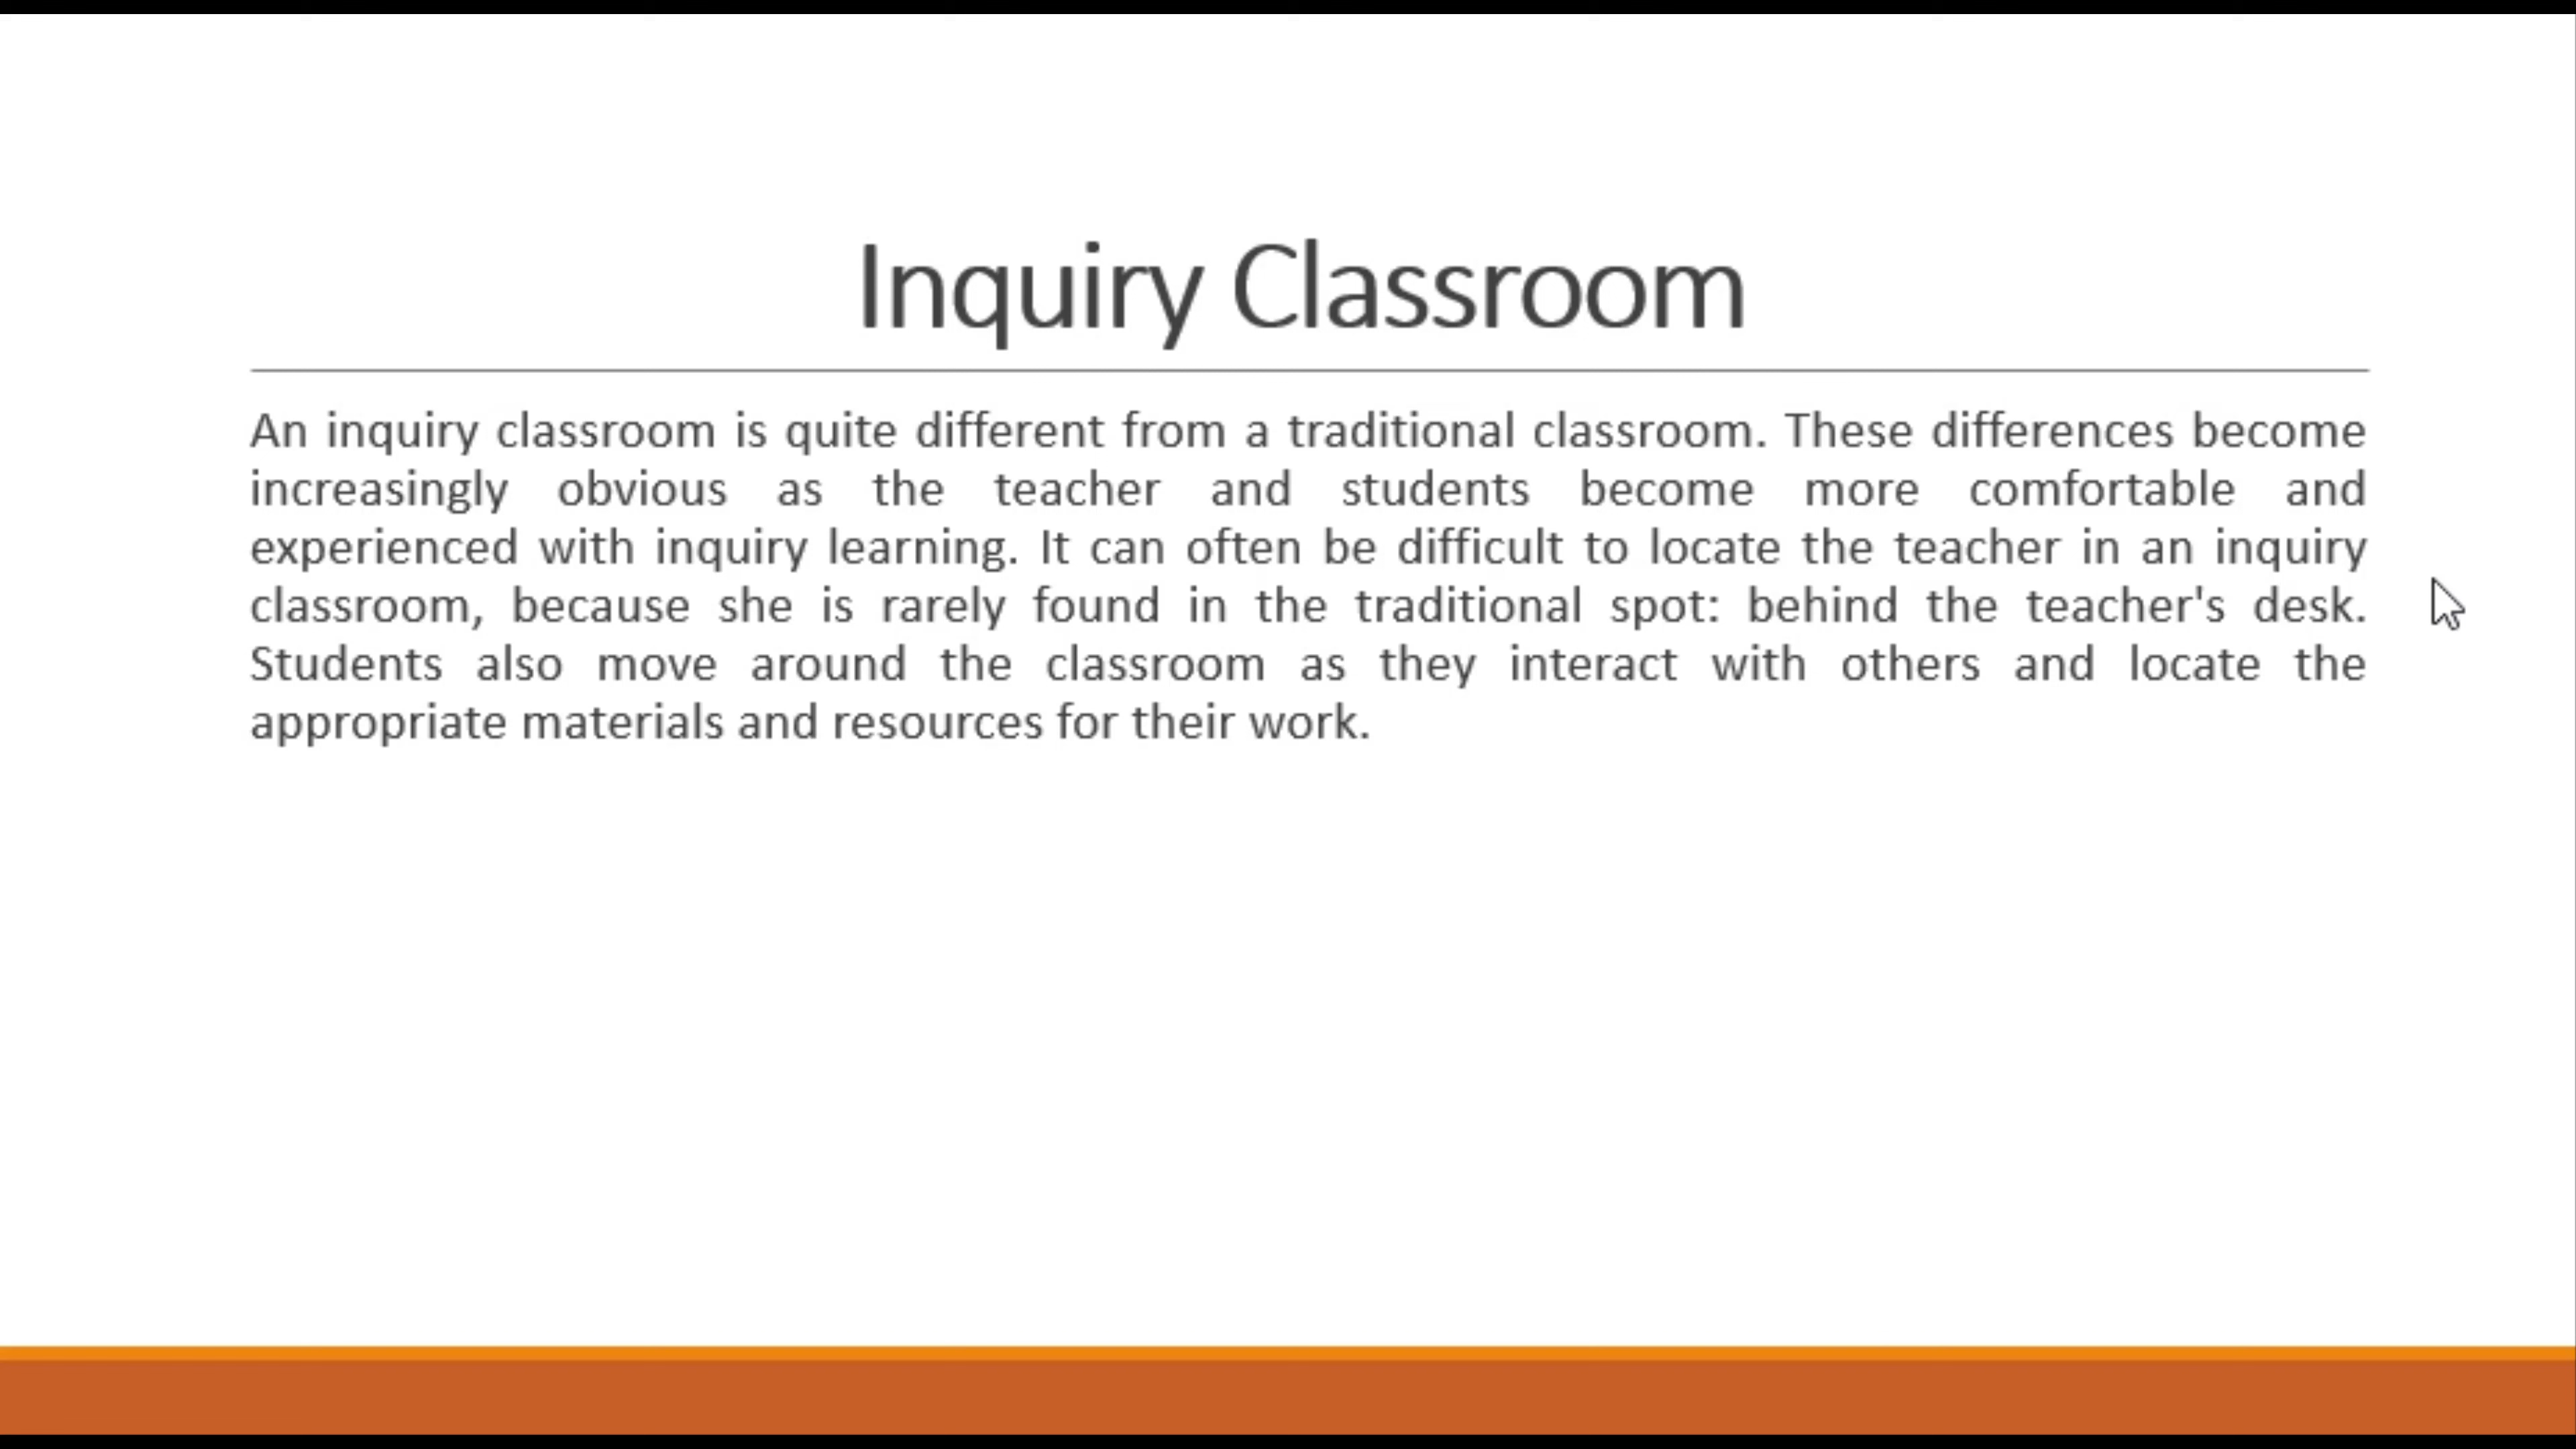 Inquiry Classroom
An inquiry classroom is quite different from a traditional classroom. These differences become
increasingly obvious as the teacher and students become more comfortable and
experienced with inquiry learning. It can often be difficult to locate the teacher in an inquiry
classroom, because she is rarely found in the traditional spot: behind the teacher's desk.
Students also move around the classroom as they interact with others and locate the
appropriate materials and resources for their work.